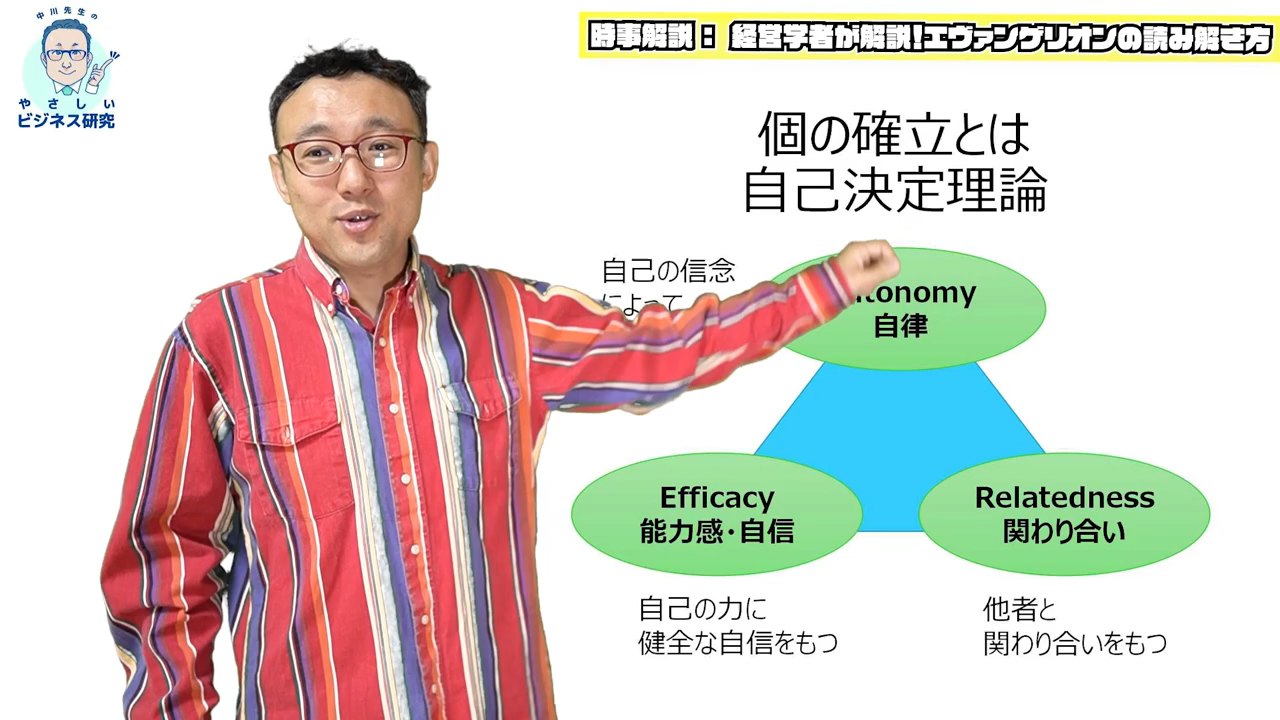 中川先生の
やさしい
ビジネス研究
時事解説： 経営学者が解説！エヴァンゲリオンの読み解き方
個の確立とは
自己決定理論
自己の信念
によって
自律
Efficacy
能力感・自信
Relatedness
関わり合い
自己の力に
健全な自信をもつ
他者と
関わり合いをもつ